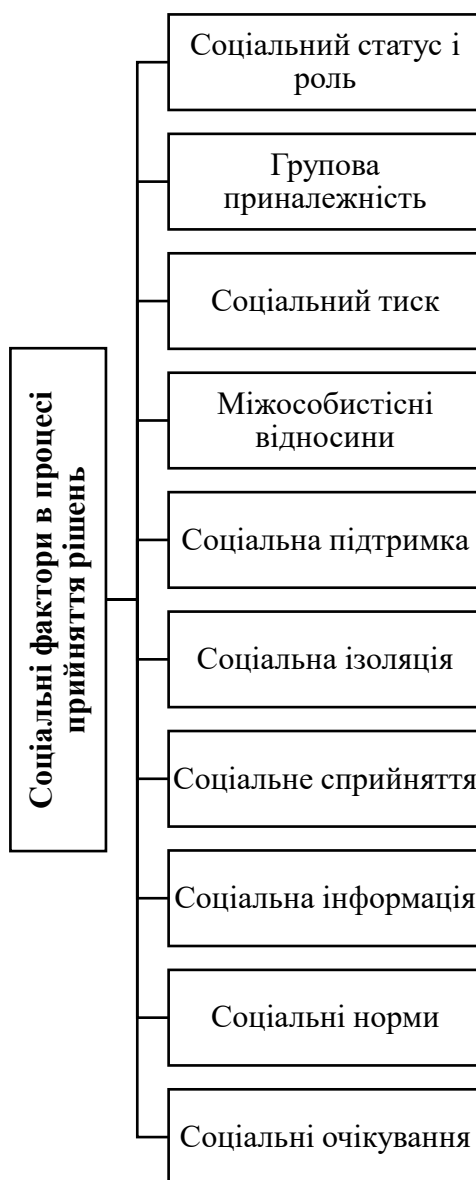 Соціальні фактори в процесі
прийняття рішень
Соціальний статус і
роль
Групова
приналежність
Соціальний тиск
Міжособистісні
відносини
Соціальна підтримка
Соціальна ізоляція
Соціальне сприйняття
Соціальна інформація
Соціальні норми
Соціальні очікування